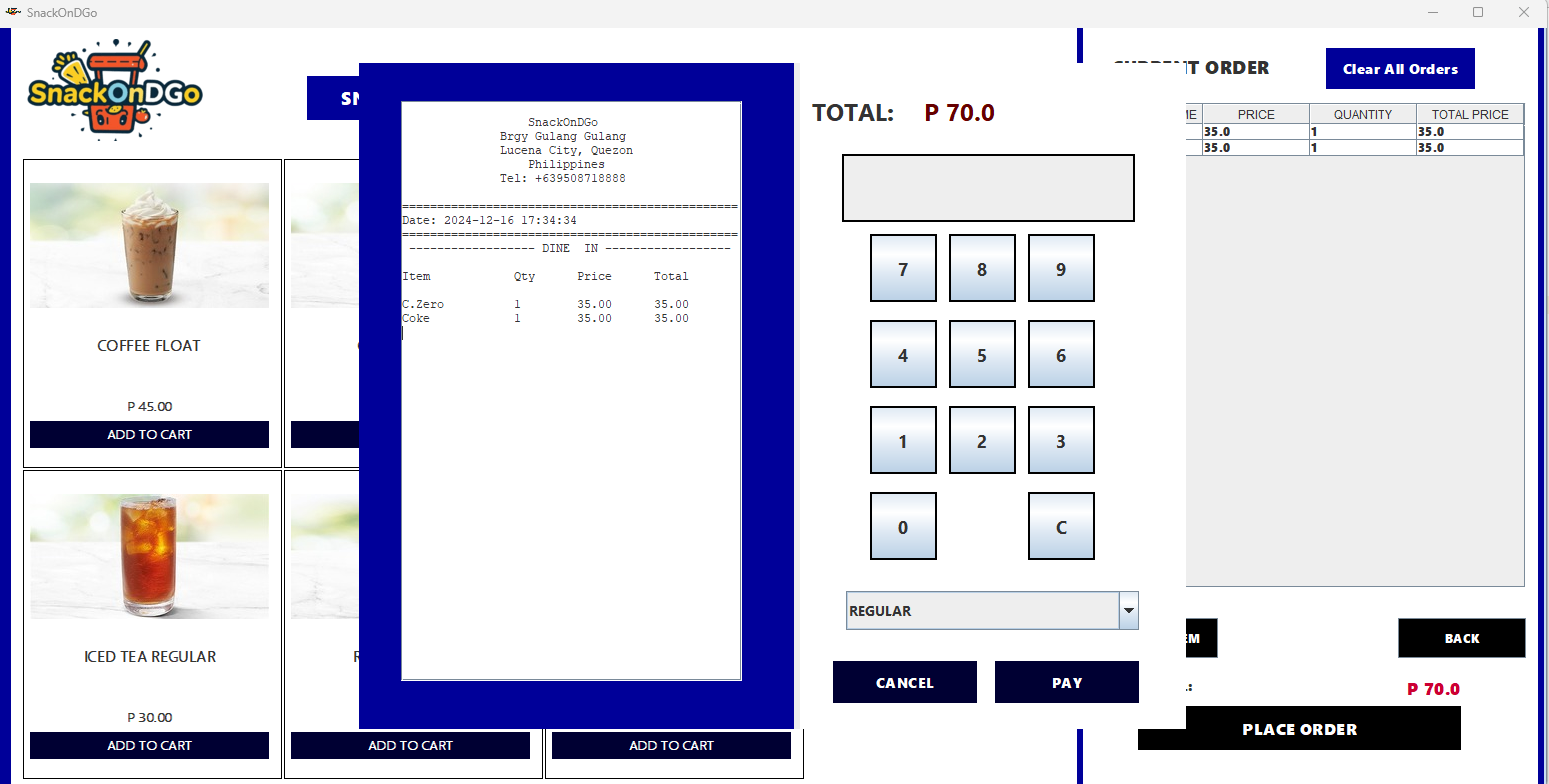 SnackOnDGo
SnackOnDGo
COFFEE FLOAT
P 45.00
ADD TO CART
ICED TEA REGULAR
P 30.00
ADD TO CART
ADD TO CART
ADD TO CART
SnackOnDGo
Brgy Gulang Gulang
Lucena City, Quezon
Philippines
Tel: +639508718888
================================================
Date: 2024-12-16 17:34:34
================================================
------------------ DINE  IN ------------------
Item Qty Price Total
C.Zero 1 35.00 35.00
Coke 1 35.00 35.00
TOTAL: P 70.0
7 8 9
4 5 6
1 2 3
0 C
REGULAR
CANCEL PAY
CURRENT ORDER
Clear All Orders
PRICE QUANTITY TOTAL PRICE
35.0 1 35.0
35.0 1 35.0
BACK
P 70.0
PLACE ORDER